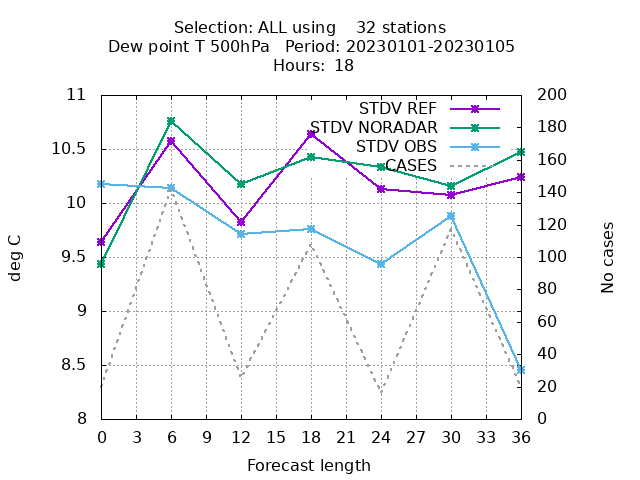 Selection: ALL using    32 stations
Dew point T 500hPa   Period: 20230101-20230105
Hours: 18
STDV REF
STDV NORADAR
STDV OBS
CASES
11
10.5
10
9.5
9
8.5
8
200
180
160
140
120
100
80
60
40
20
0
deg C
No cases
0 3 6 9 12 15 18 21 24 27 30 33 36
Forecast length